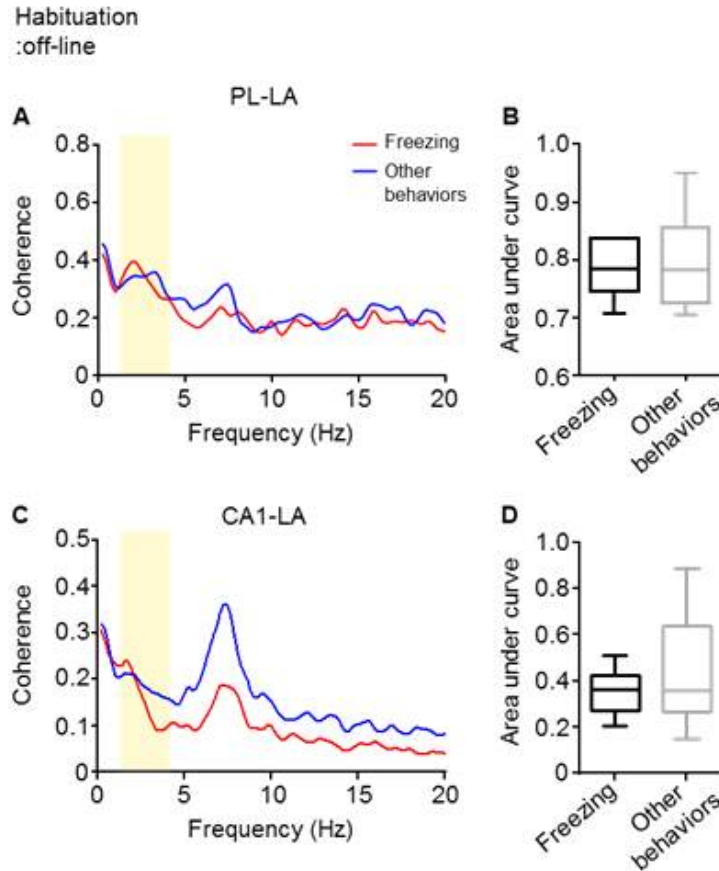 Habituation
:off-line
A
PL-LA
Freezing
Other
behaviors
Coherence
0.8
0.6
0.4
0.2
0
0
5
10
15
20
Frequency (Hz)
B
Area under curve
1.0
0.9
0.8
0.7
0.6
Freezing
Other
behaviors
C
CA1-LA
Coherence
0.5
0.4
0.3
0.2
0.1
0
0
5
10
15
20
Frequency (Hz)
D
Area under curve
1.0
0.8
0.6
0.4
0.2
0
Freezing
Other
behaviors